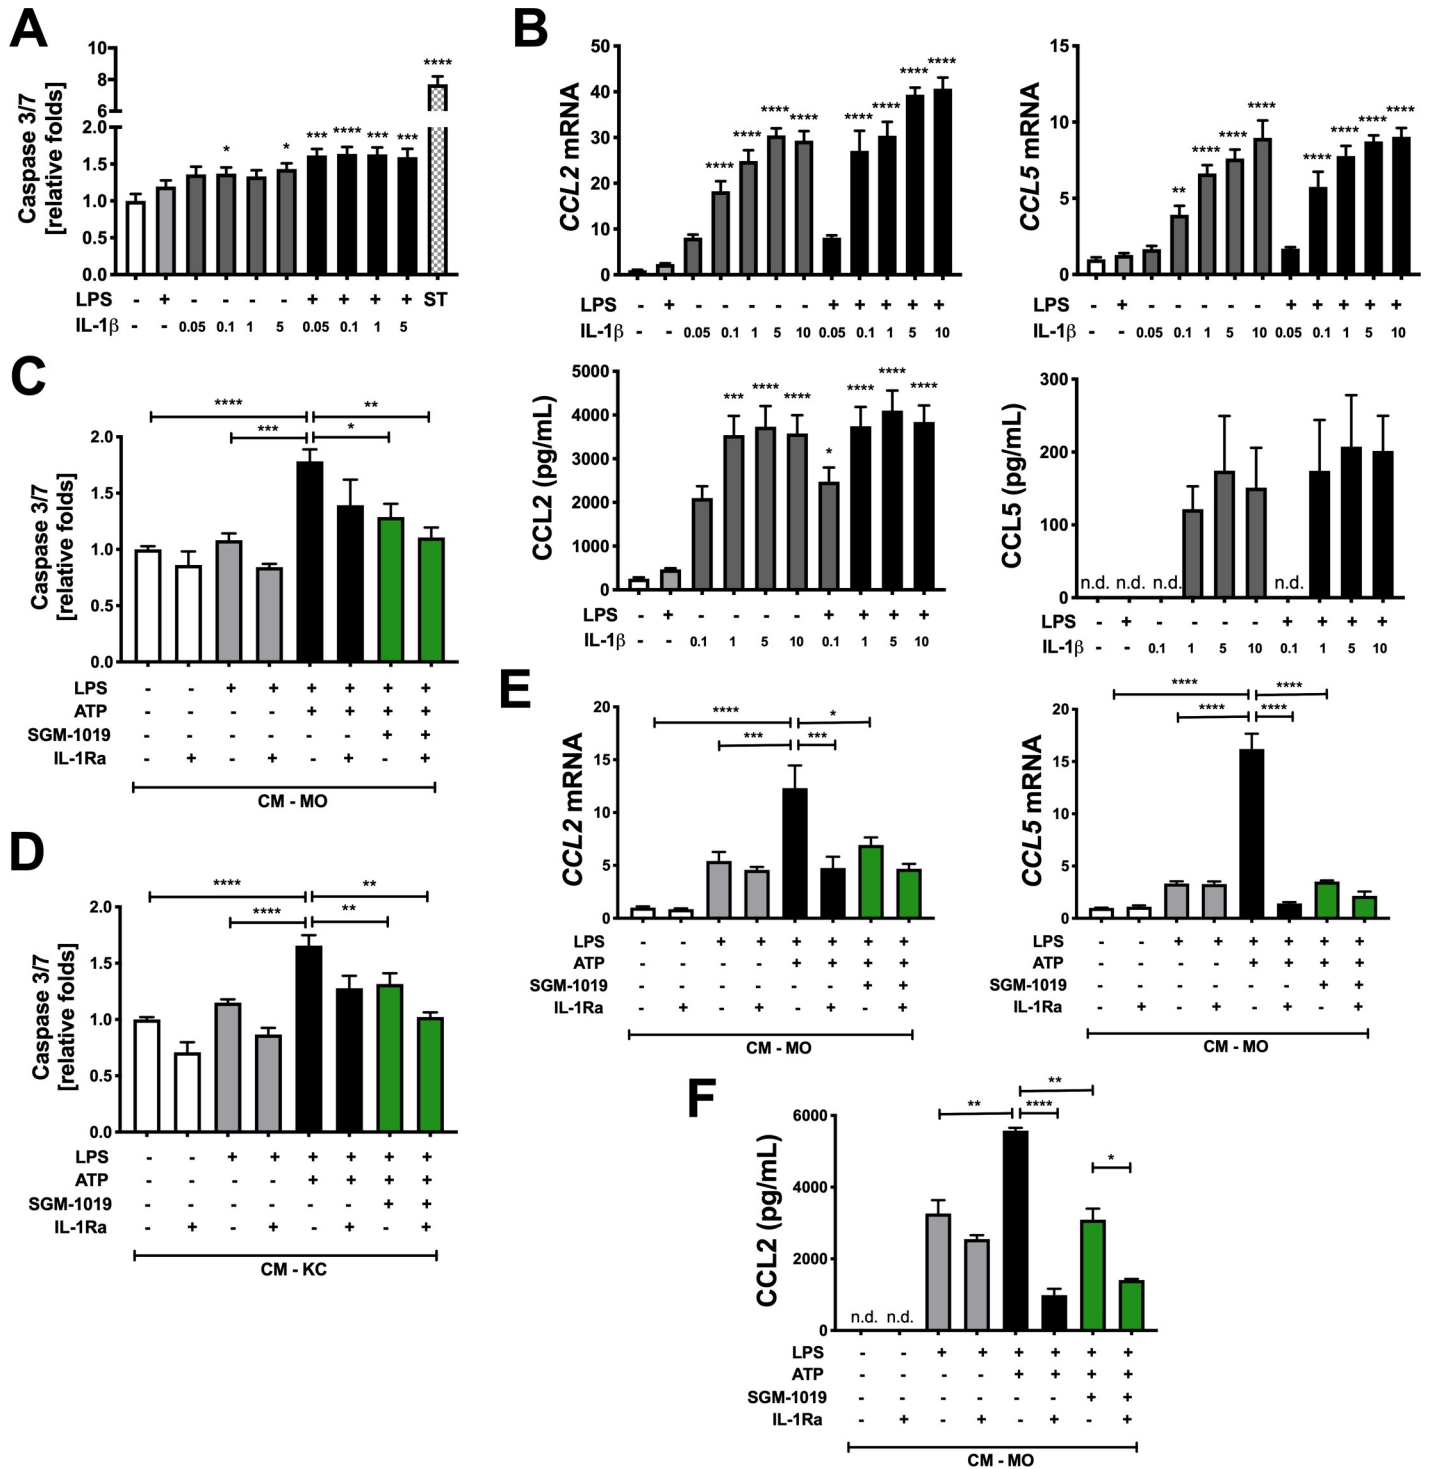 A
Caspase 3/7
[relative folds]
10
8
6
2.0
1.5
1.0
0.5
0.0
* * *** **** *** *** ****
LPS - + - - - - + + + + ST
IL-1β - - 0.05 0.1 1 5 0.05 0.1 1 5
B
CCL2 mRNA
50
40
30
20
10
0
**** **** **** **** **** **** **** ****
LPS - + - - - - - + + + + +
IL-1β - - 0.05 0.1 1 5 10 0.05 0.1 1 5 10
CCL5 mRNA
15
10
5
0
** **** **** **** **** **** **** ****
LPS - + - - - - - + + + + +
IL-1β - - 0.05 0.1 1 5 10 0.05 0.1 1 5 10
CCL2 (pg/mL)
5000
4000
3000
2000
1000
0
*** **** **** * **** **** ****
LPS - + - - - - + + + +
IL-1β - - 0.1 1 5 10 0.1 1 5 10
CCL5 (pg/mL)
300
200
100
0
n.d. n.d. n.d. n.d.
LPS - + - - - - + + + +
IL-1β - - 0.1 1 5 10 0.1 1 5 10
C
Caspase 3/7
[relative folds]
2.0
1.5
1.0
0.5
0.0
**** **
*** *
LPS - - + + + + + +
ATP - - - - + + + +
SGM-1019 - - - - - - + +
IL-1Ra - + - + - + - +
CM - MO
D
Caspase 3/7
[relative folds]
2.0
1.5
1.0
0.5
0.0
**** **
**** **
LPS - - + + + + + +
ATP - - - - + + + +
SGM-1019 - - - - - - + +
IL-1Ra - + - + - + - +
CM - KC
E
CCL2 mRNA
20
15
10
5
0
**** *
*** ***
LPS - - + + + + + +
ATP - - - - + + + +
SGM-1019 - - - - - - + +
IL-1Ra - + - + - + - +
CM - MO
CCL5 mRNA
20
15
10
5
0
**** ****
**** ****
LPS - - + + + + + +
ATP - - - - + + + +
SGM-1019 - - - - - - + +
IL-1Ra - + - + - + - +
CM - MO
F
CCL2 (pg/mL)
6000
4000
2000
0
**
** ****
*
n.d. n.d.
LPS - - + + + + + +
ATP - - - - + + + +
SGM-1019 - - - - - - + +
IL-1Ra - + - + - + - +
CM - MO